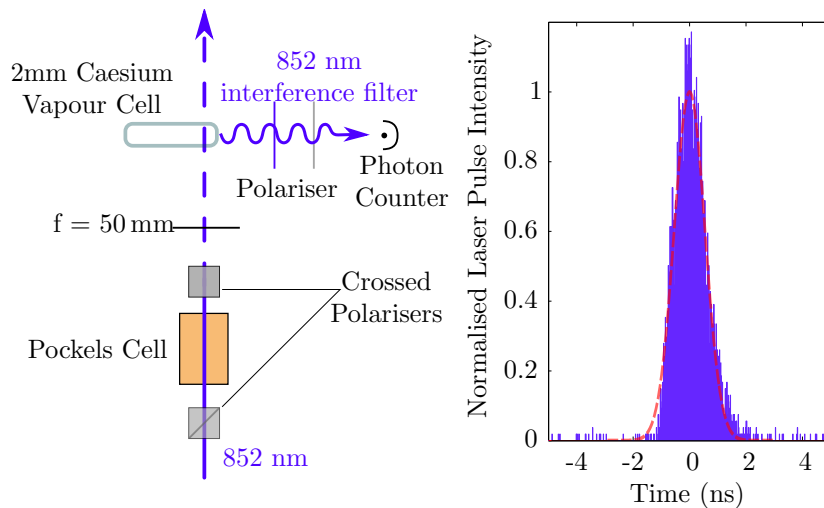 852 nm
interference filter
2mm Caesium
Vapour Cell
Polariser
Photon
Counter
f = 50 mm
Crossed
Polarisers
Pockels Cell
852 nm
Normalised Laser Pulse Intensity
1
0.8
0.6
0.4
0.2
0
-4
-2
0
2
4
Time (ns)